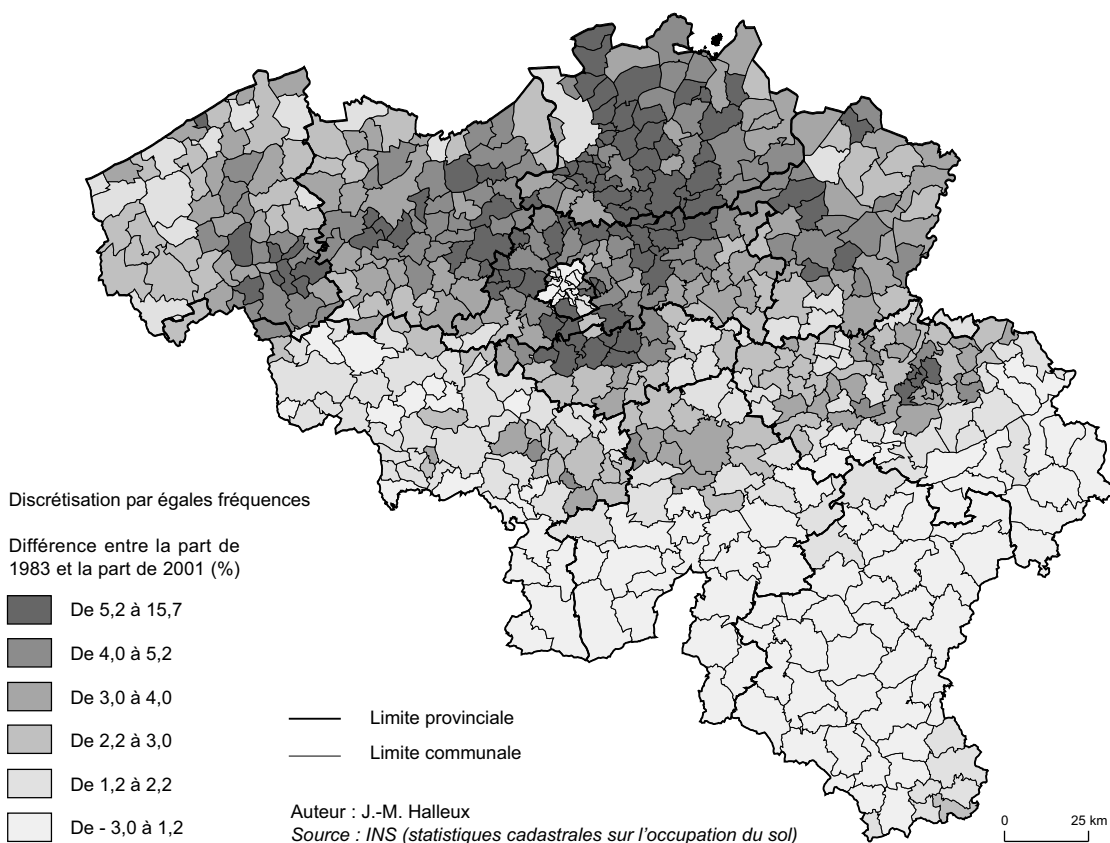 Discrétisation par égales fréquences
Différence entre la part de
1983 et la part de 2001 (%)
De 5,2 à 15,7
De 4,0 à 5,2
De 3,0 à 4,0
De 2,2 à 3,0
De 1,2 à 2,2
De - 3,0 à 1,2
Limite provinciale
Limite communale
Auteur : J.-M. Halleux
Source : INS (statistiques cadastrales sur l'occupation du sol)
0 25 km